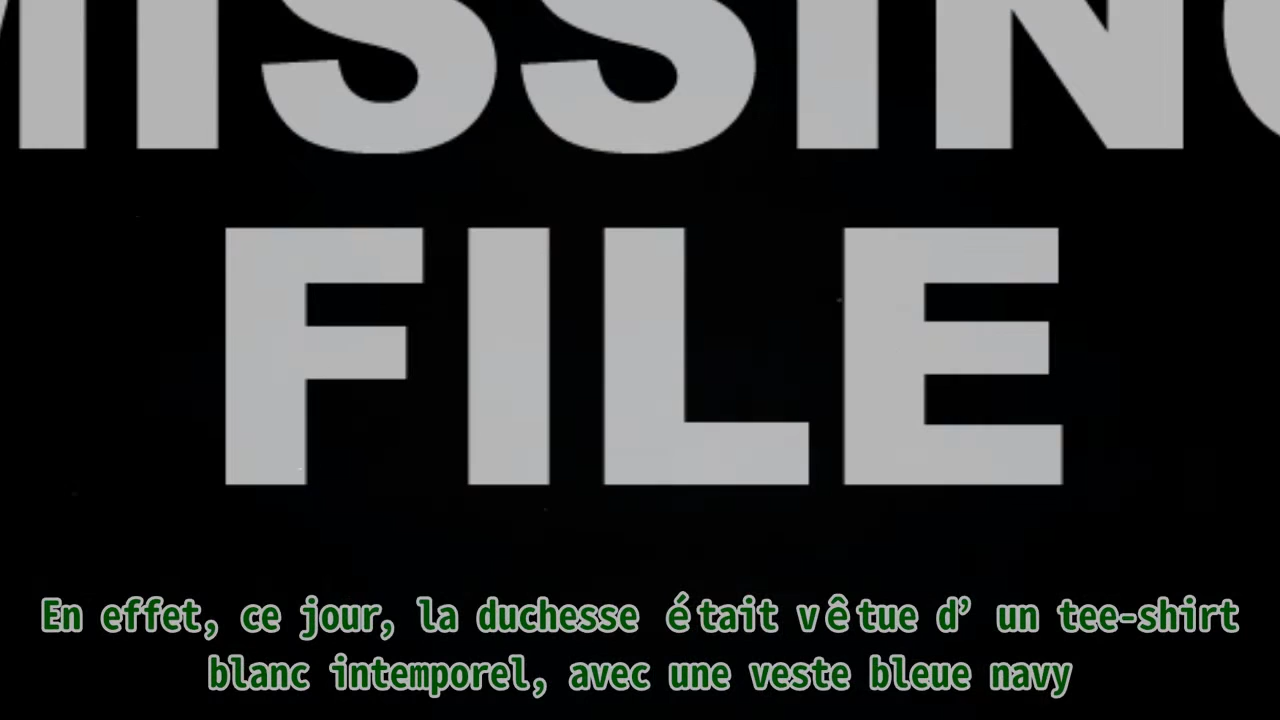 MISSING
FILE
En effet, ce jour, la duchesse était vêtue d’ un tee-shirt
blanc intemporel, avec une veste bleue navy